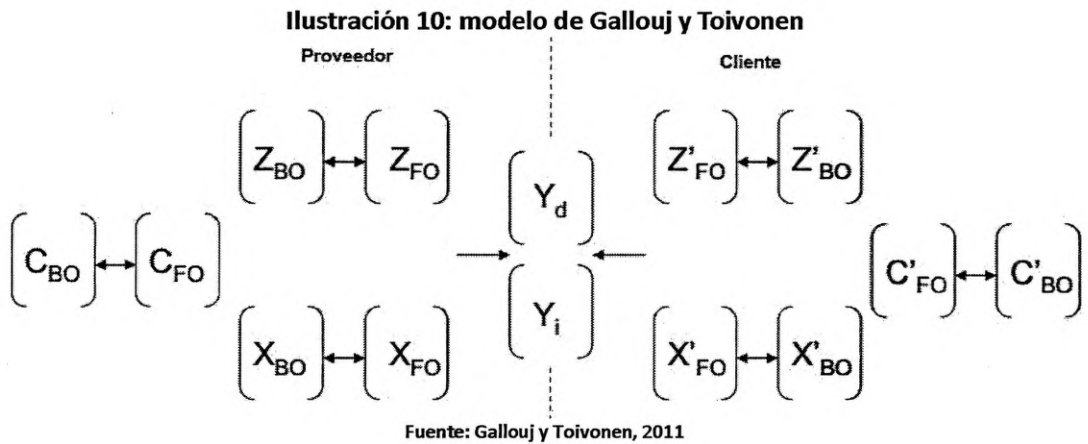 Ilustración 10: modelo de Gallouj y Toivonen
Proveedor Cliente
Z_BO Z_FO Y_d Z'_FO Z'_BO
C_BO C_FO C'_FO C'_BO
X_BO X_FO Y_i X'_FO X'_BO
Fuente: Gallouj y Toivonen, 2011